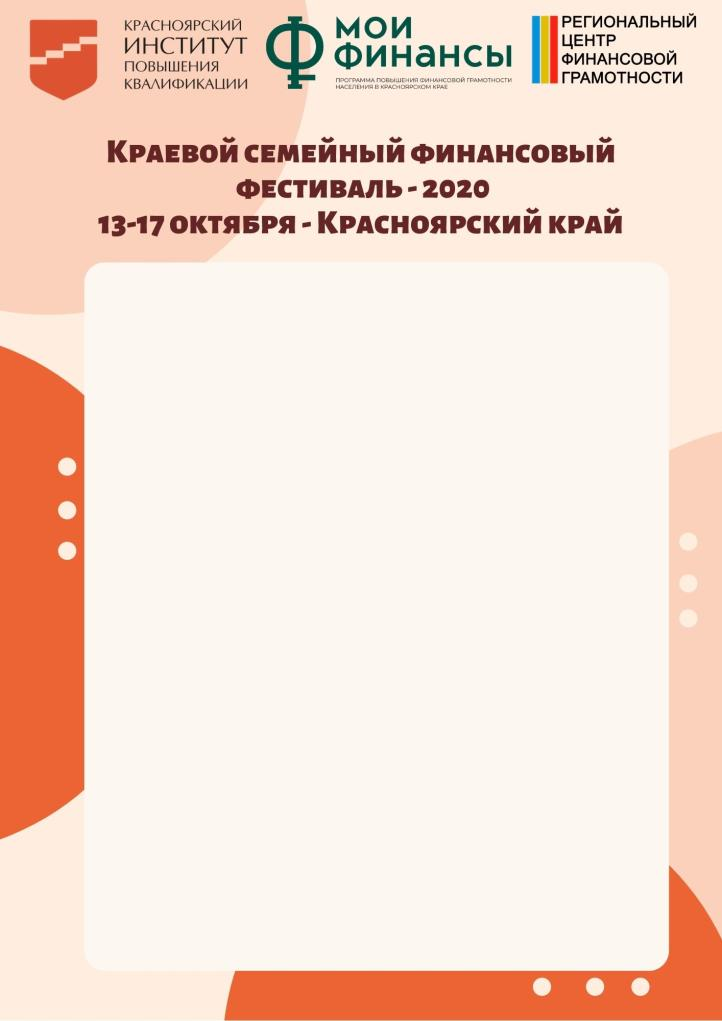 КРАСНОЯРСКИЙ
ИНСТИТУТ
ПОВЫШЕНИЯ
КВАЛИФИКАЦИИ
МОИ
ФИНАНСЫ
ПРОГРАММА ПОВЫШЕНИЯ ФИНАНСОВОЙ ГРАМОТНОСТИ
НАСЕЛЕНИЯ В КРАСНОЯРСКОМ КРАЕ
РЕГИОНАЛЬНЫЙ
ЦЕНТР
ФИНАНСОВОЙ
ГРАМОТНОСТИ
Краевой семейный финансовый
фестиваль - 2020
13-17 октября - Красноярский край